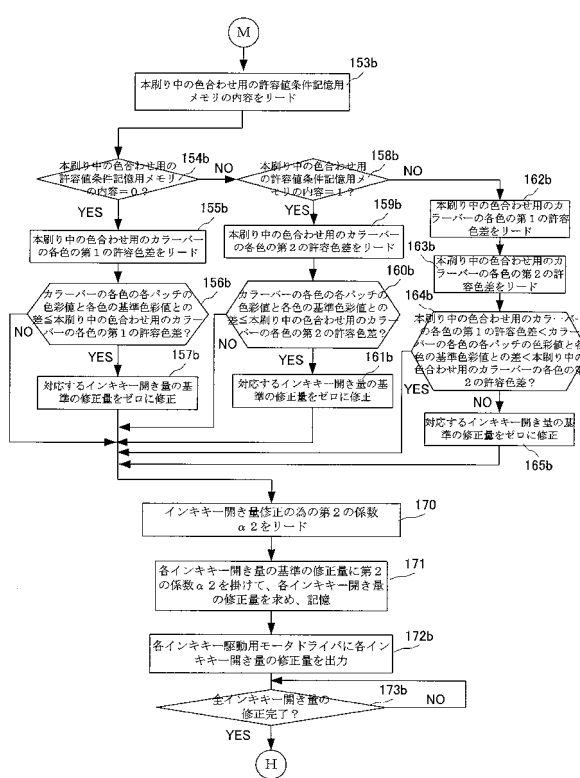 M
153b
本刷り中の色合わせ用の許容値条件記憶用
メモリの内容をリード
本刷り中の色合わせ用の
許容値条件記憶用メモリ
の内容=0?
154b
NO
YES
本刷り中の色合わせ用
の許容値条件記憶用メ
モリの内容=1?
158b
NO
YES
155b
本刷り中の色合わせ用のカラーバー
の各色の第1の許容色差をリード
159b
本刷り中の色合わせ用のカラーバー
の各色の第2の許容色差をリード
162b
本刷り中の色合わせ用のカ
ラーバーの各色の第1の許容
色差をリード
163b
本刷り中の色合わせ用のカ
ラーバーの各色の第2の許容
色差をリード
156b
カラーバーの各色の各パッチの
色彩値と各色の基準色彩値との
差≦本刷り中の色合わせ用のカラー
バーの各色の第1の許容色差?
NO
YES
160b
カラーバーの各色の各パッチの
色彩値と各色の基準色彩値との
差≦本刷り中の色合わせ用のカラー
バーの各色の第2の許容色差?
NO
YES
164b
本刷り中の色合わせ用のカラーバー
の各色の第1の許容色差<カラー
バーの各色の各パッチの色彩値と各
色の基準色彩値との差<本刷り中の
色合わせ用のカラーバーの各色の第
2の許容色差?
YES
NO
157b
対応するインキキー開き量の基
準の修正量をゼロに修正
161b
対応するインキキー開き量の基
準の修正量をゼロに修正
対応するインキキー開き量の基
準の修正量をゼロに修正
165b
インキキー開き量修正の為の第2の係数
α2をリード
170
各インキキー開き量の基準の修正量に第2
の係数α2を掛けて、各インキキー開き量
の修正量を求め、記憶
171
各インキキー駆動用モータドライバに各イン
キキー開き量の修正量を出力
172b
全インキキー開き量の
修正完了?
173b
NO
YES
H